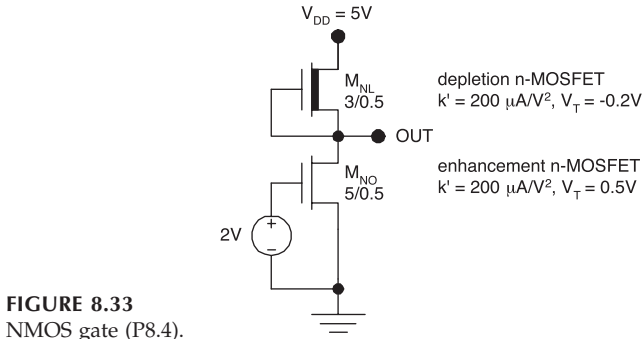 V_DD = 5V
M_NL
3/0.5
depletion n-MOSFET
k' = 200 μA/V², V_T = -0.2V
OUT
M_NO
5/0.5
enhancement n-MOSFET
k' = 200 μA/V², V_T = 0.5V
2V
+
−
FIGURE 8.33
NMOS gate (P8.4).